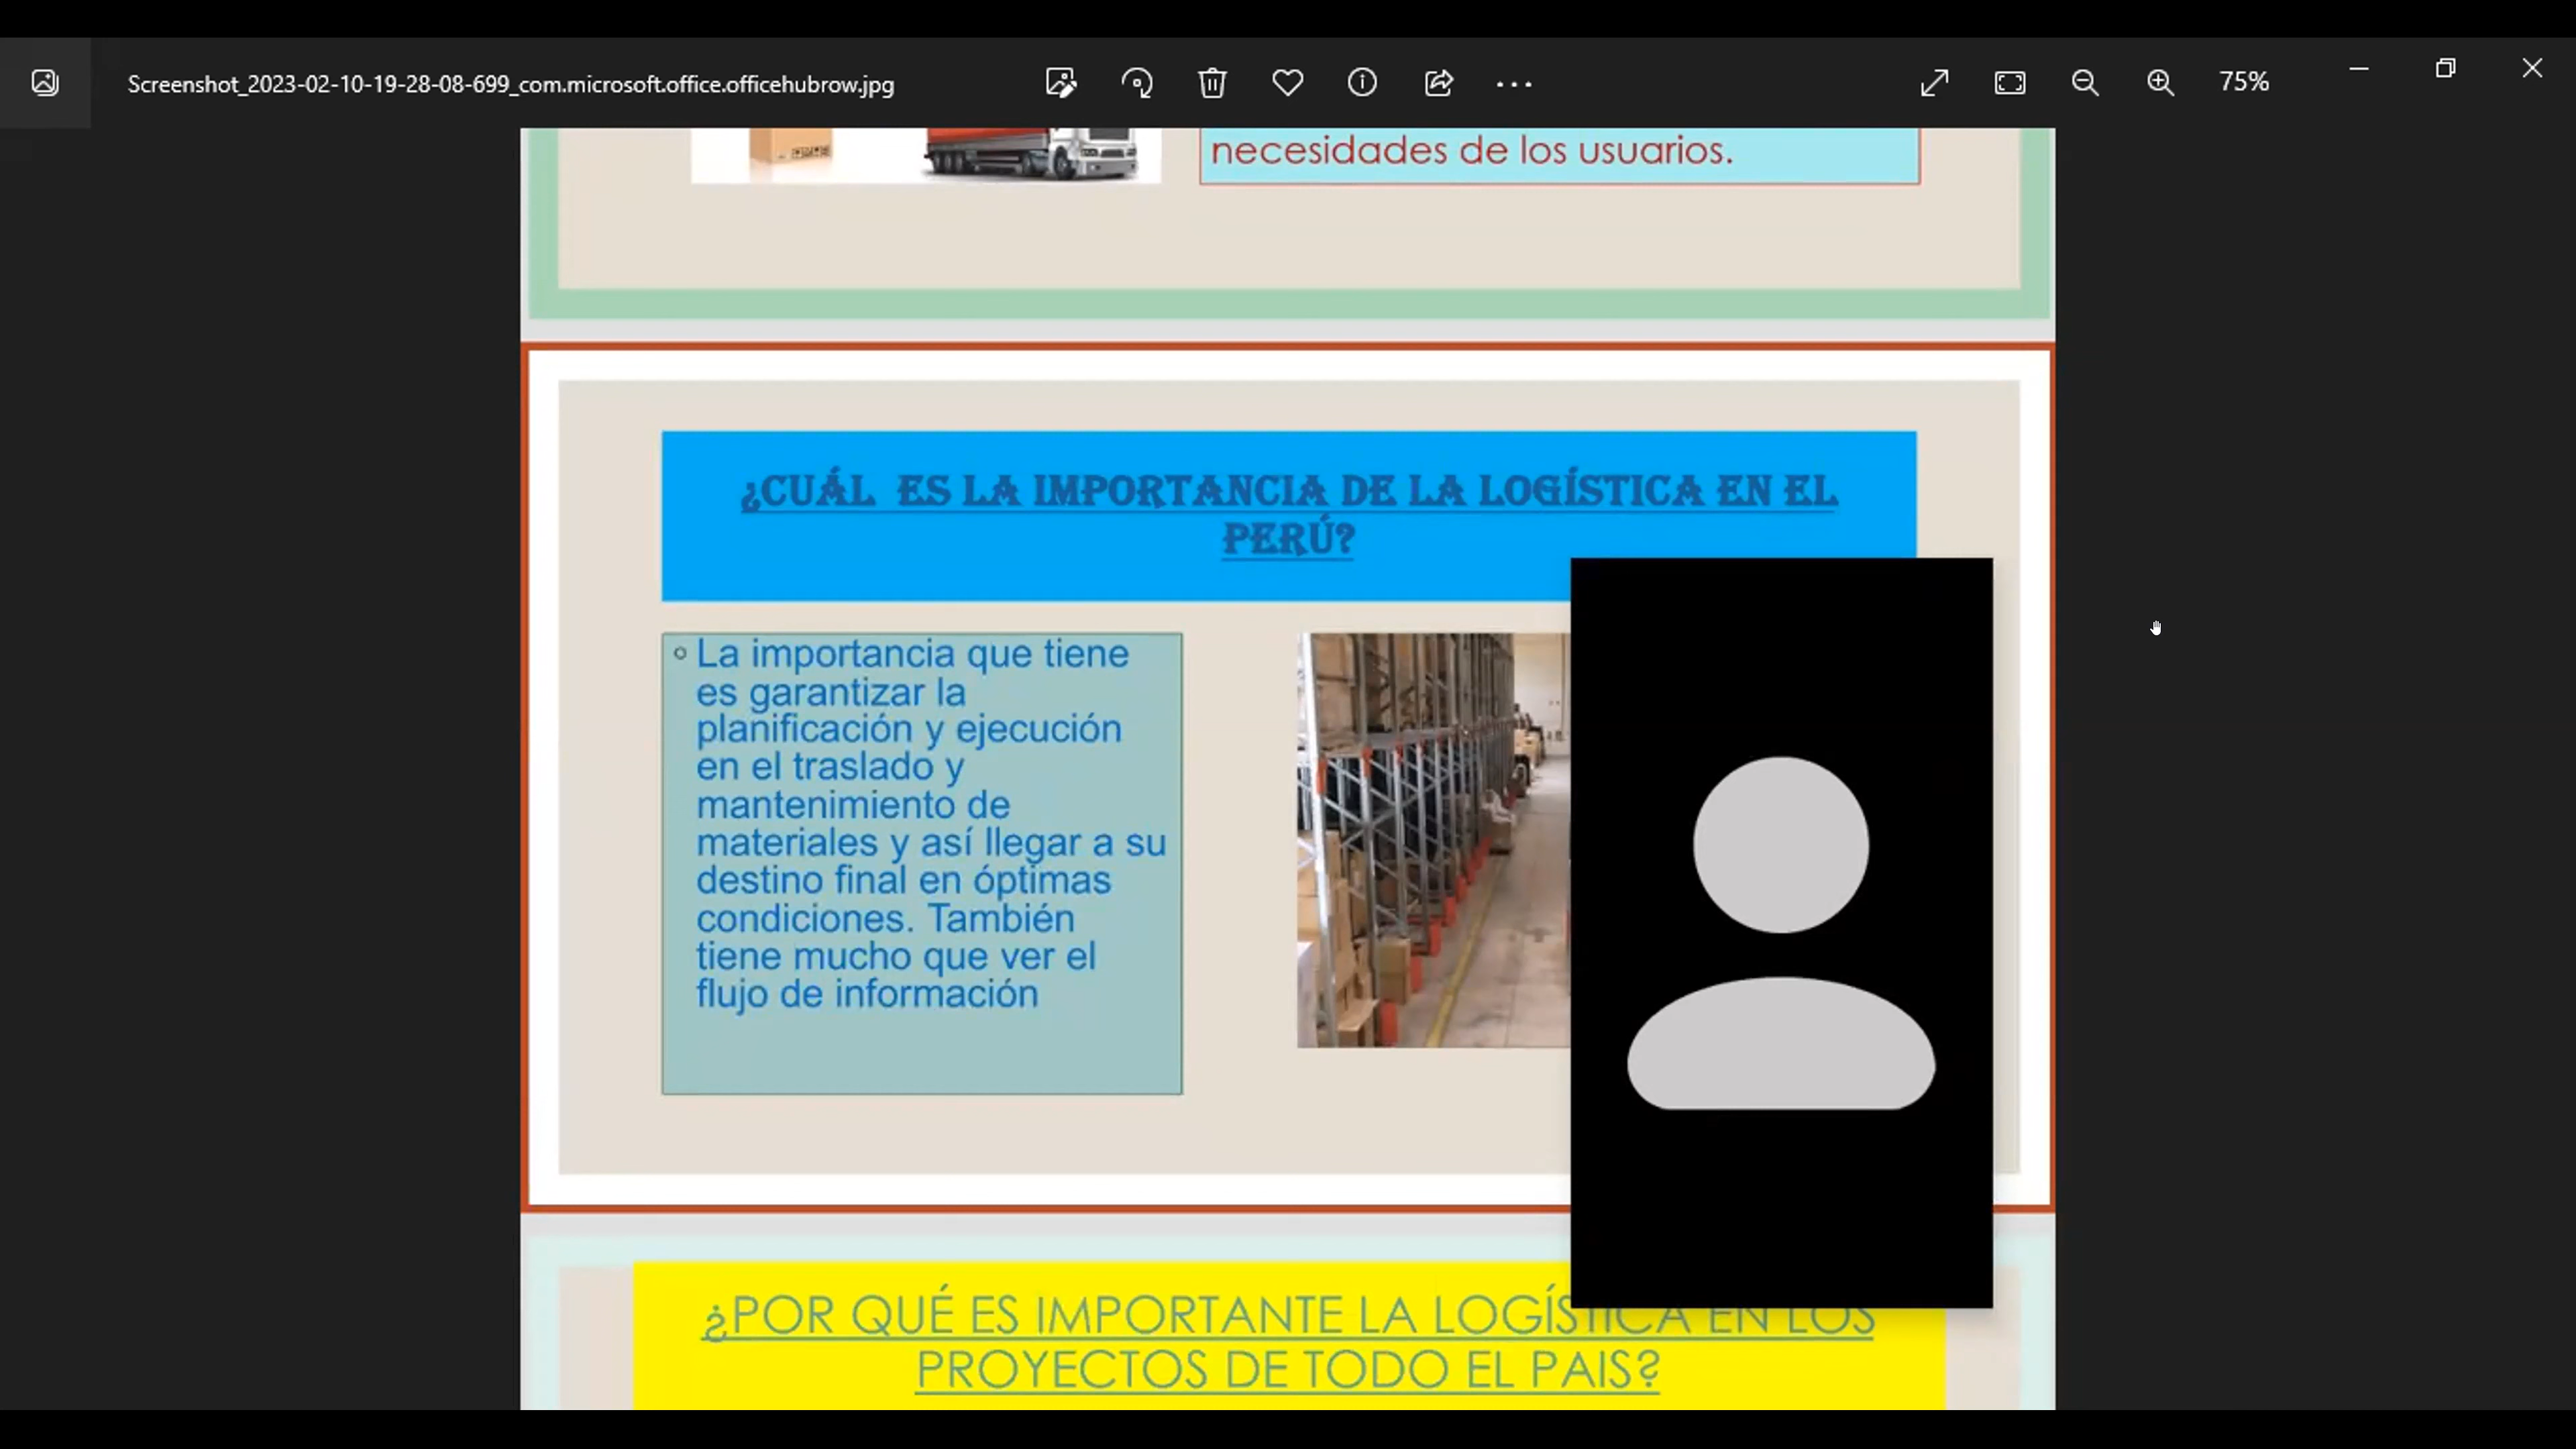 Screenshot_2023-02-10-19-28-08-699_com.microsoft.office.officehubrow.jpg
75%
necesidades de los usuarios.
¿CUÁL ES LA IMPORTANCIA DE LA LOGÍSTICA EN EL
PERÚ?
La importancia que tiene
es garantizar la
planificación y ejecución
en el traslado y
mantenimiento de
materiales y así llegar a su
destino final en óptimas
condiciones. También
tiene mucho que ver el
flujo de información
¿POR QUÉ ES IMPORTANTE LA LOGÍSTICA EN LOS
PROYECTOS DE TODO EL PAIS?